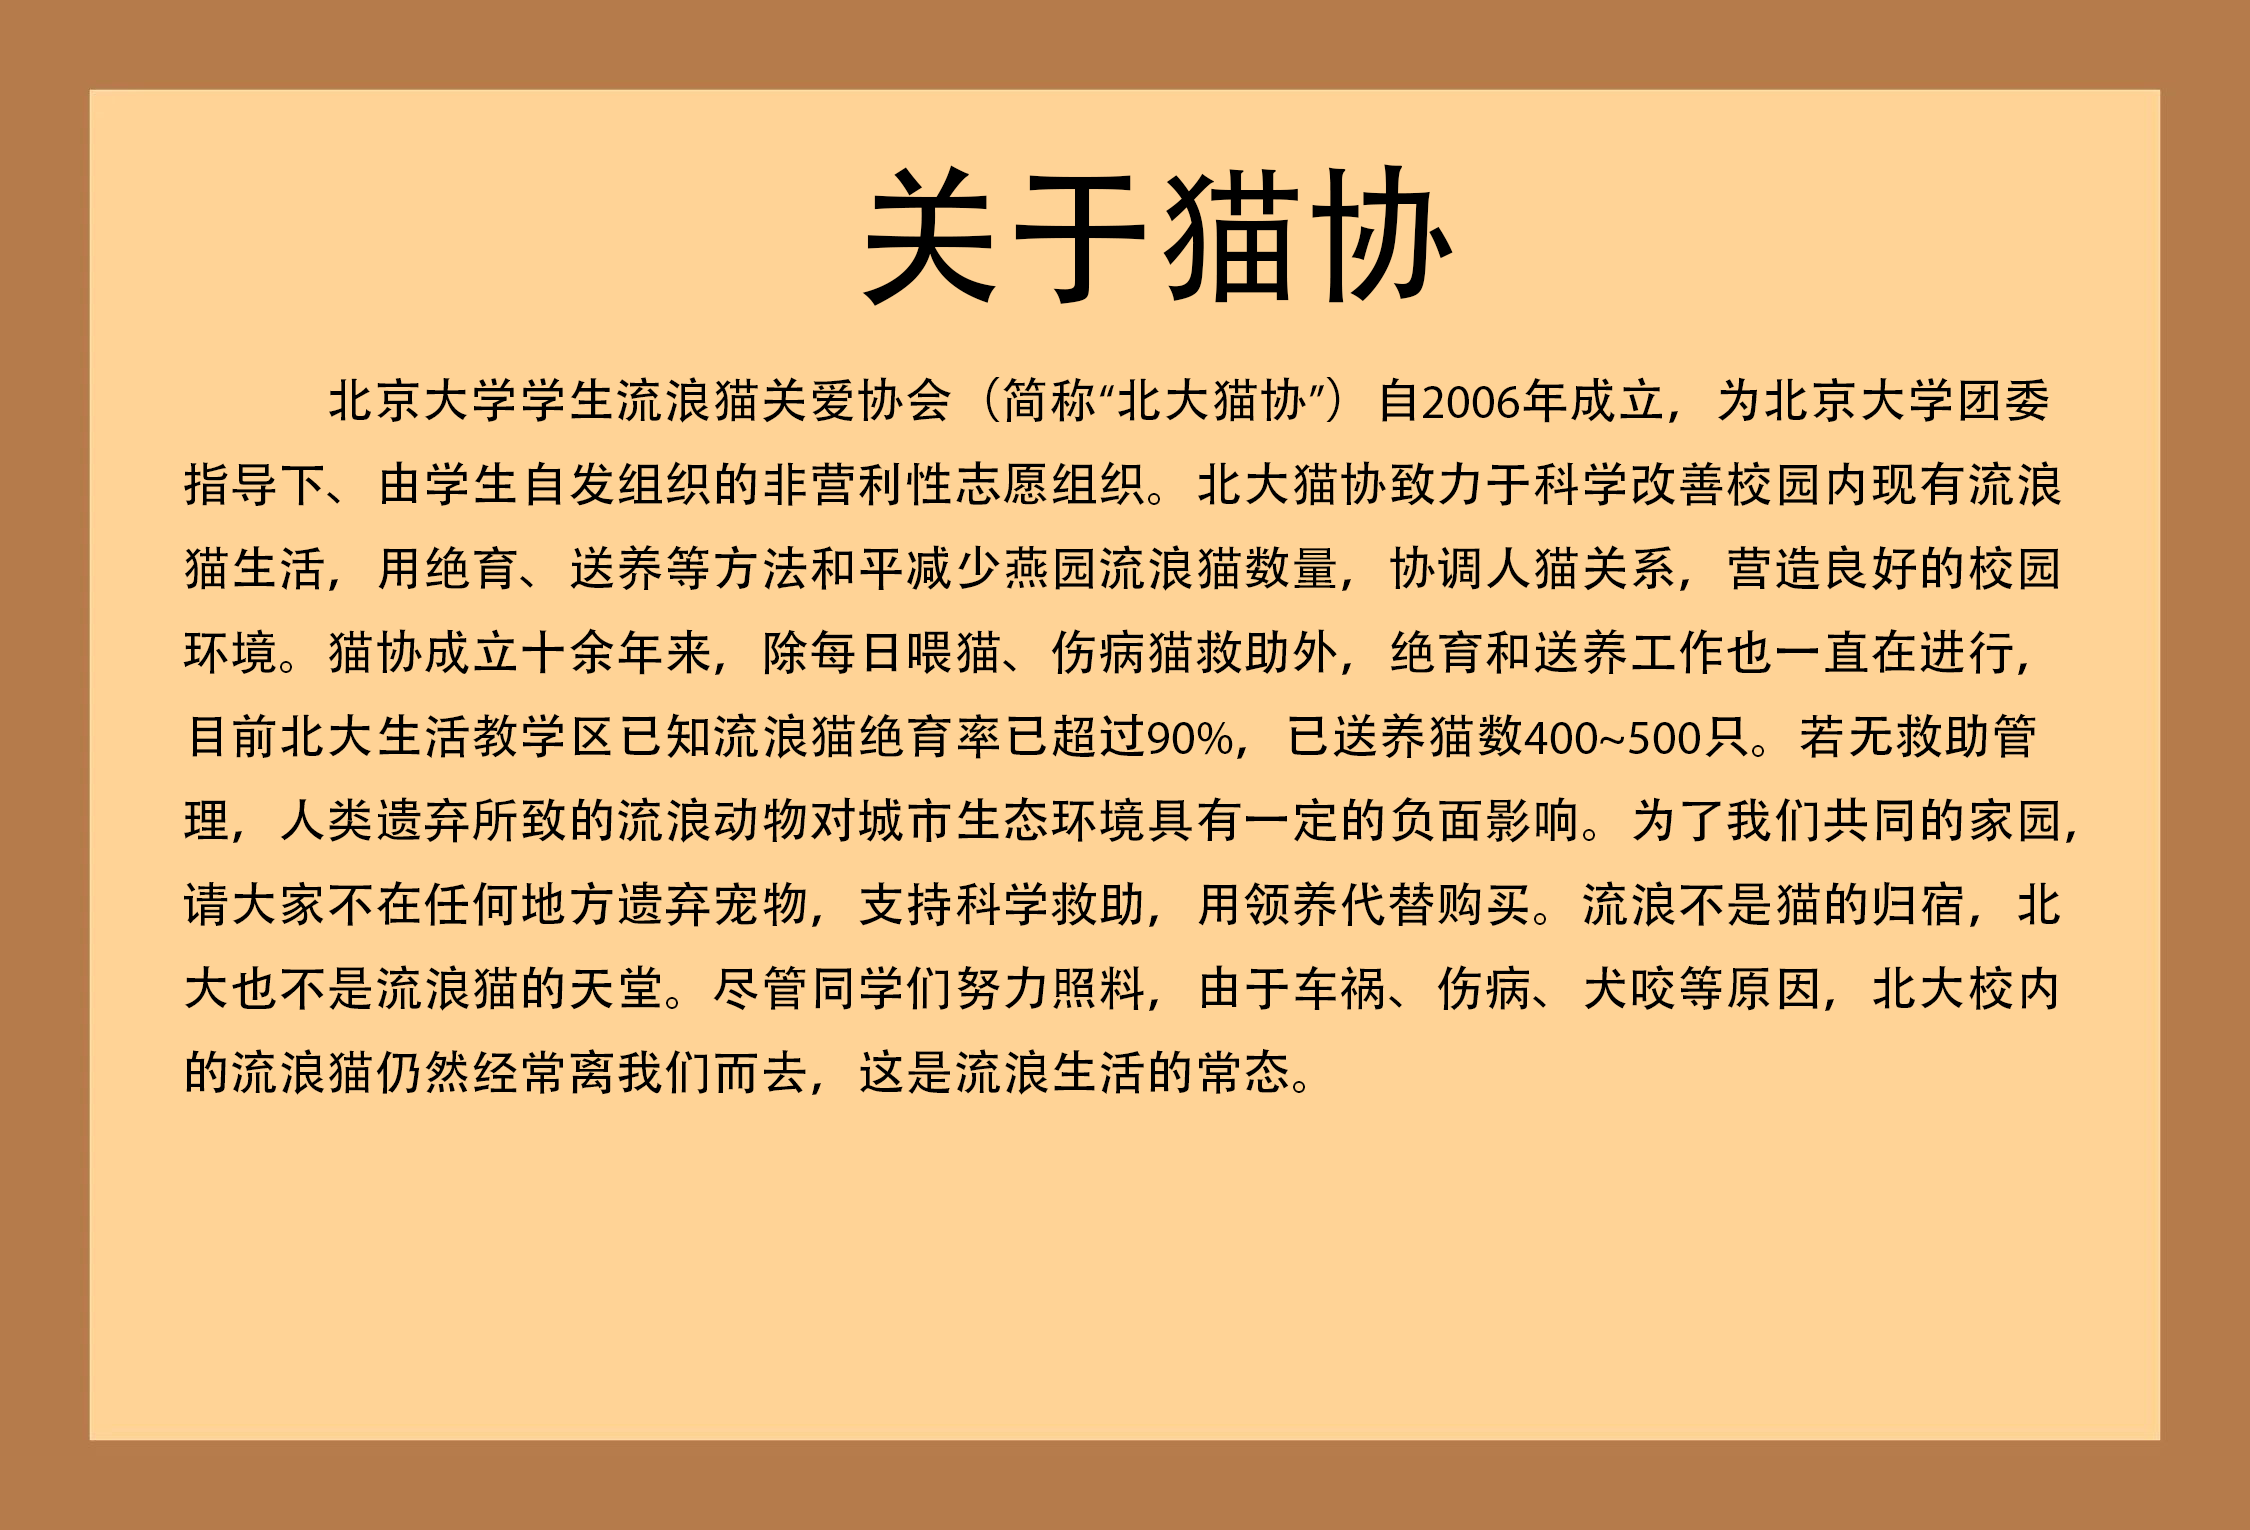 关于猫协
北京大学学生流浪猫关爱协会（简称“北大猫协”）自2006年成立，为北京大学团委
指导下、由学生自发组织的非营利性志愿组织。北大猫协致力于科学改善校园内现有流浪
猫生活，用绝育、送养等方法和平减少燕园流浪猫数量，协调人猫关系，营造良好的校园
环境。猫协成立十余年来，除每日喂猫、伤病猫救助外，绝育和送养工作也一直在进行，
目前北大生活教学区已知流浪猫绝育率已超过90%，已送养猫数400~500只。若无救助管
理，人类遗弃所致的流浪动物对城市生态环境具有一定的负面影响。为了我们共同的家园，
请大家不在任何地方遗弃宠物，支持科学救助，用领养代替购买。流浪不是猫的归宿，北
大也不是流浪猫的天堂。尽管同学们努力照料，由于车祸、伤病、犬咬等原因，北大校内
的流浪猫仍然经常离我们而去，这是流浪生活的常态。